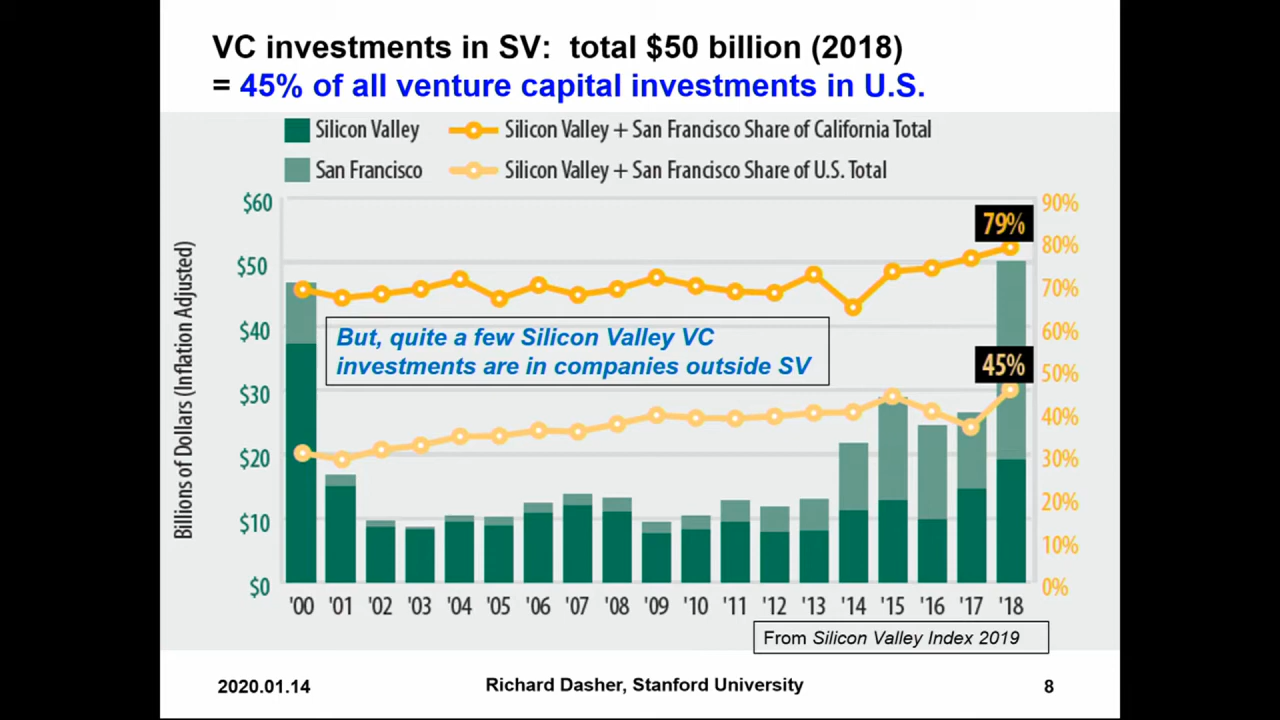 VC investments in SV: total $50 billion (2018)
= 45% of all venture capital investments in U.S.
Silicon Valley
Silicon Valley + San Francisco Share of California Total
San Francisco
Silicon Valley + San Francisco Share of U.S. Total
Billions of Dollars (Inflation Adjusted)
$60
$50
$40
$30
$20
$10
$0
90%
80%
70%
60%
50%
40%
30%
20%
10%
0%
79%
45%
But, quite a few Silicon Valley VC
investments are in companies outside SV
'00 '01 '02 '03 '04 '05 '06 '07 '08 '09 '10 '11 '12 '13 '14 '15 '16 '17 '18
From Silicon Valley Index 2019
2020.01.14
Richard Dasher, Stanford University
8